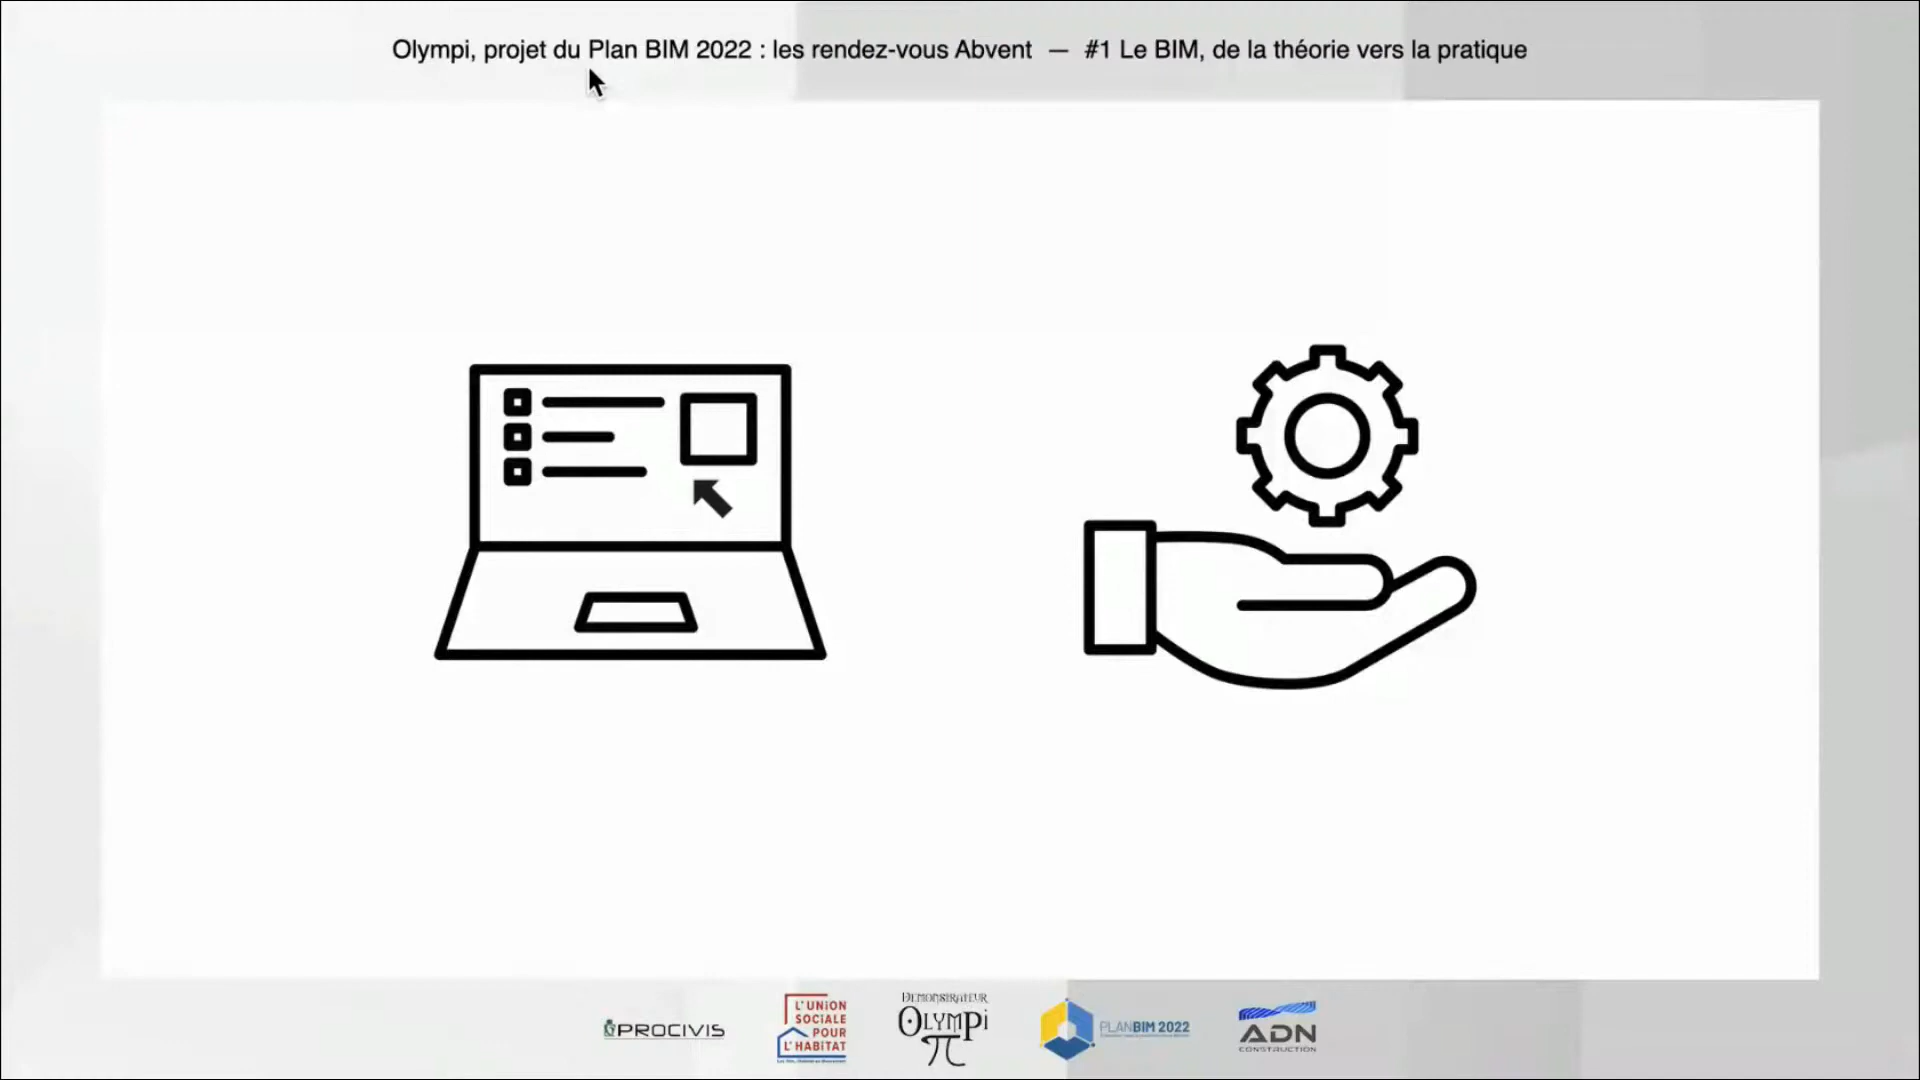 Olympi, projet du Plan BIM 2022 : les rendez-vous Abvent — #1 Le BIM, de la théorie vers la pratique
PROCIVIS
L'UNION
SOCIALE
POUR
L'HABITAT
DEMONSTRATEUR
OLYMPi
π
PLANBIM 2022
ADN
CONSTRUCTION